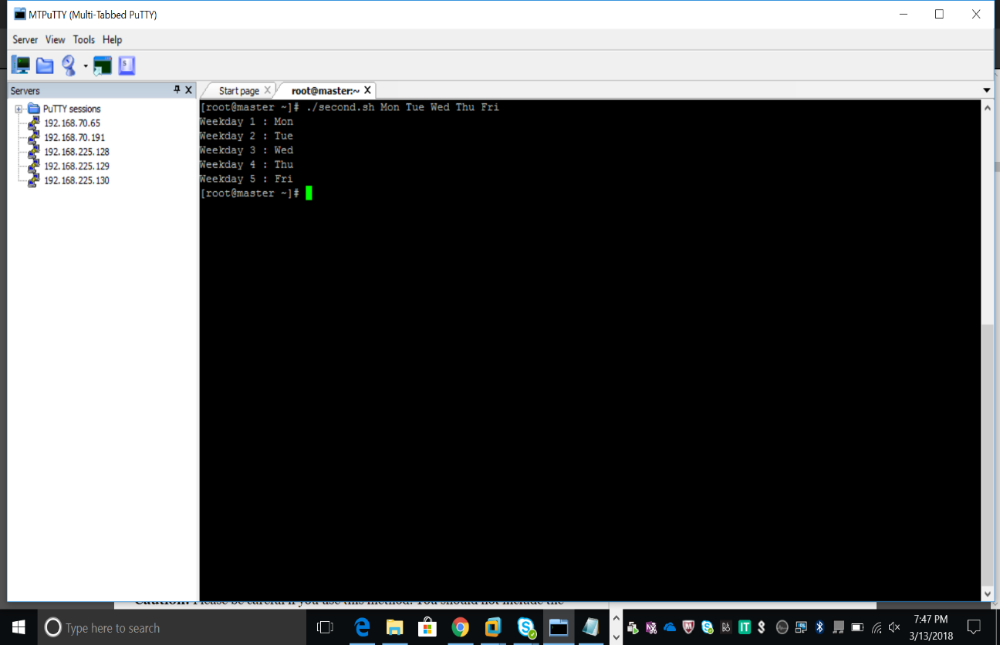 MTPuTTY (Multi-Tabbed PuTTY)
Server View Tools Help
Servers
Start page
root@master:~
PuTTY sessions
192.168.70.65
192.168.70.191
192.168.225.128
192.168.225.129
192.168.225.130
[root@master ~]# ./second.sh Mon Tue Wed Thu Fri
Weekday 1 : Mon
Weekday 2 : Tue
Weekday 3 : Wed
Weekday 4 : Thu
Weekday 5 : Fri
[root@master ~]#
Caution: Please be careful if you use this method. You should not include the
Type here to search
7:47 PM
3/13/2018